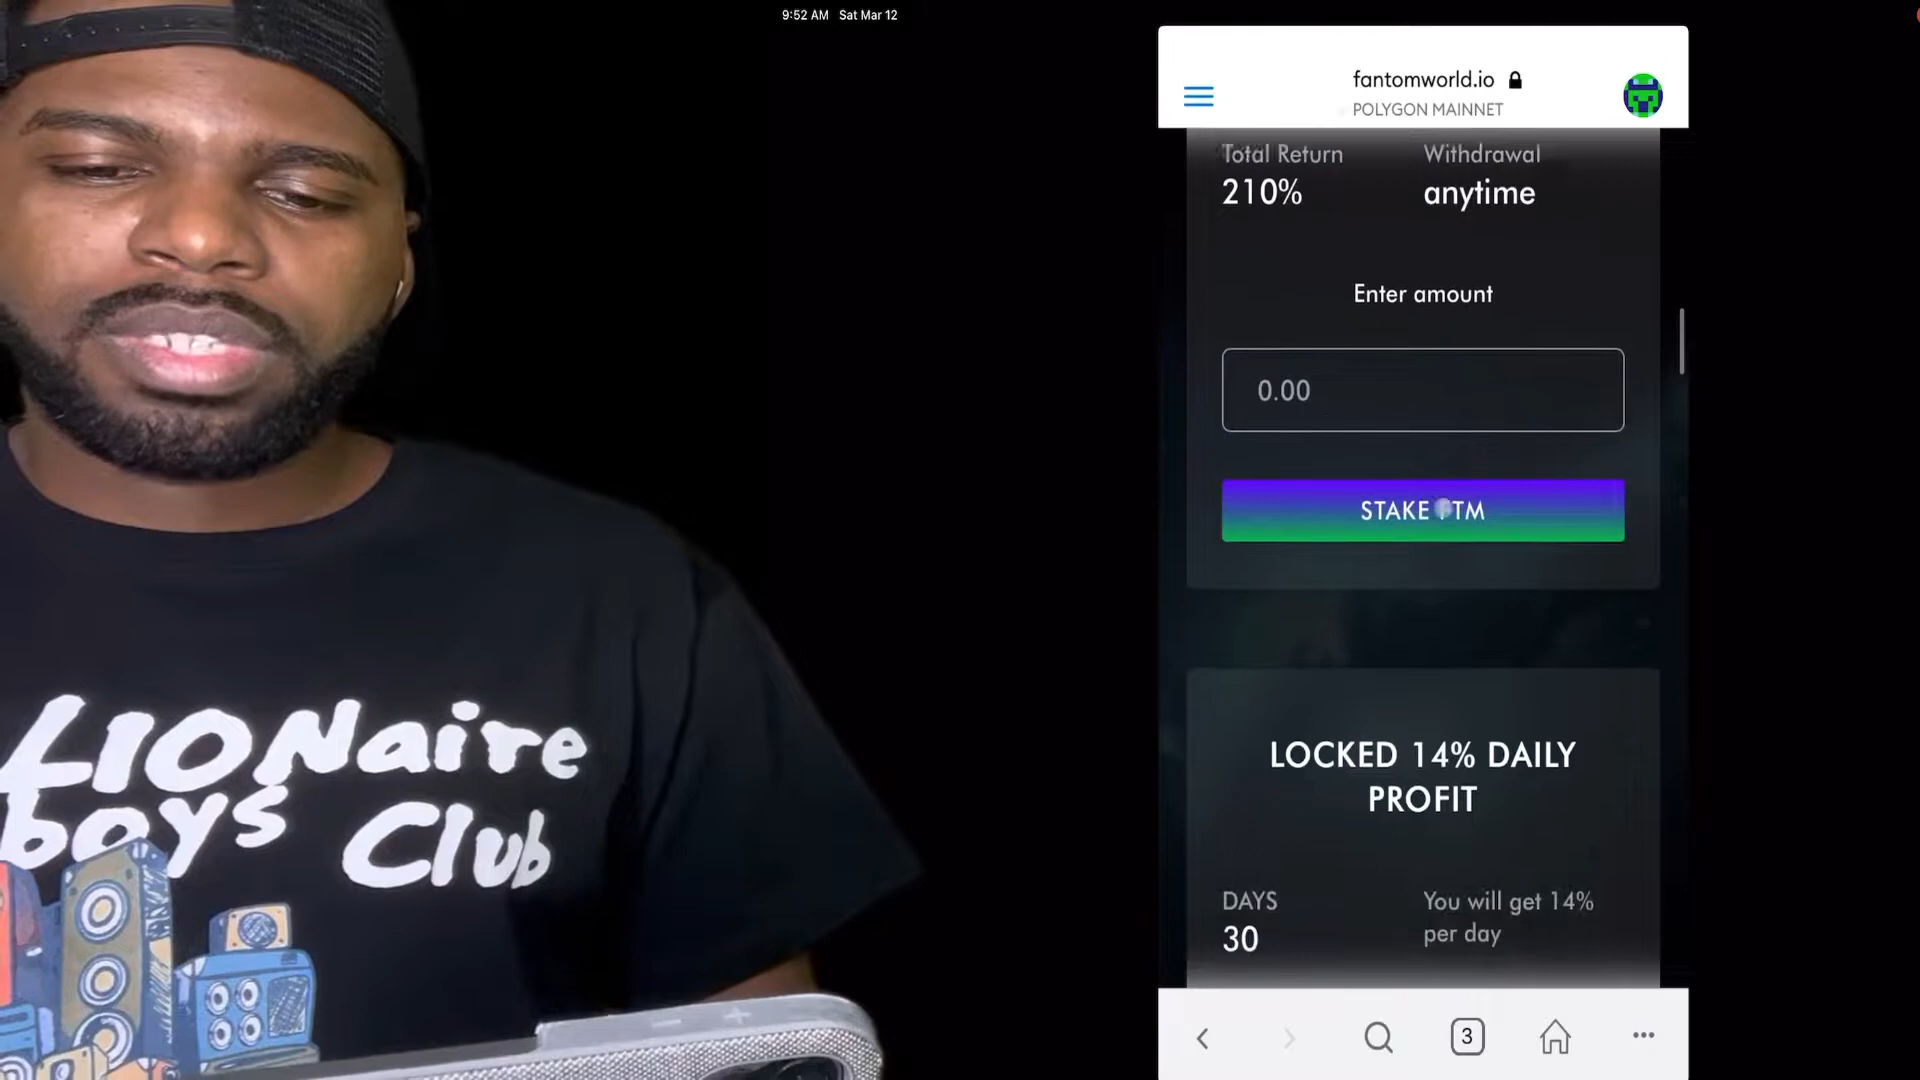 9:52 AM Sat Mar 12
fantomworld.io
POLYGON MAINNET
Total Return
Withdrawal
210%
anytime
Enter amount
0.00
STAKE FTM
LOCKED 14% DAILY
PROFIT
DAYS
You will get 14%
per day
30
3
LIONaire
boys Club